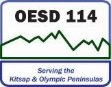 OESD 114
Serving the
Kitsap & Olympic Peninsulas